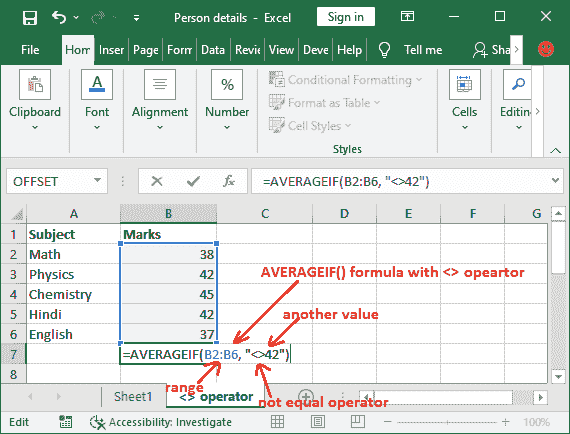 Person details - Excel
Sign in
File Hom Inser Page Form Data Revie View Deve Help Tell me Sha
Clipboard
Font
Alignment
Number
Conditional Formatting
Format as Table
Cell Styles
Styles
Cells
Editin
OFFSET
fx
=AVERAGEIF(B2:B6, "<>42")
A B C D E F G
1 Subject Marks
2 Math 38
3 Physics 42
4 Chemistry 45
5 Hindi 42
6 English 37
7 =AVERAGEIF(B2:B6, "<>42")
8
AVERAGEIF() formula with <> opeartor
another value
range
not equal operator
Sheet1 <> operator
Edit Accessibility: Investigate 100%